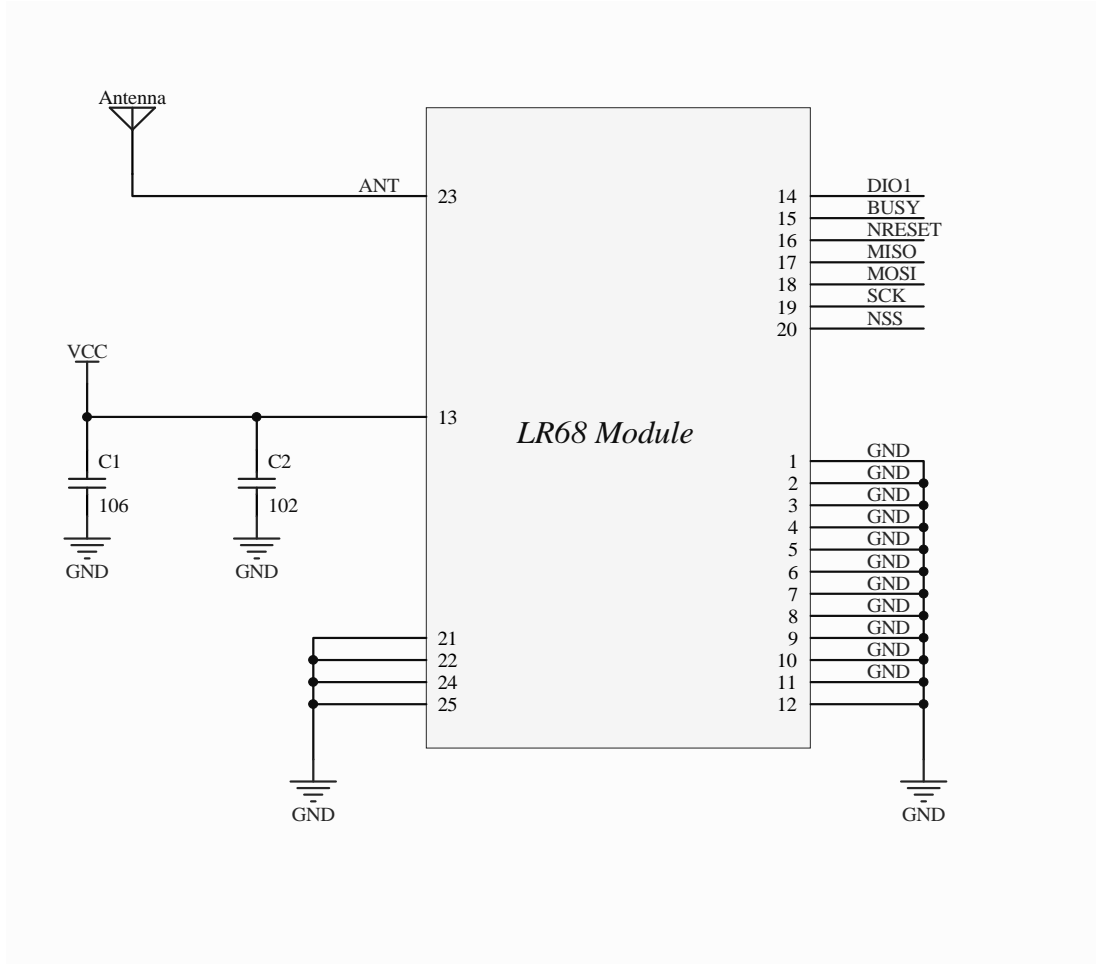 Antenna
ANT
23
14
DIO1
15
BUSY
16
NRESET
17
MISO
18
MOSI
19
SCK
20
NSS
VCC
13
LR68 Module
C1
106
GND
C2
102
GND
1
GND
2
GND
3
GND
4
GND
5
GND
6
GND
7
GND
8
GND
9
GND
10
GND
11
GND
12
21
22
24
25
GND
GND